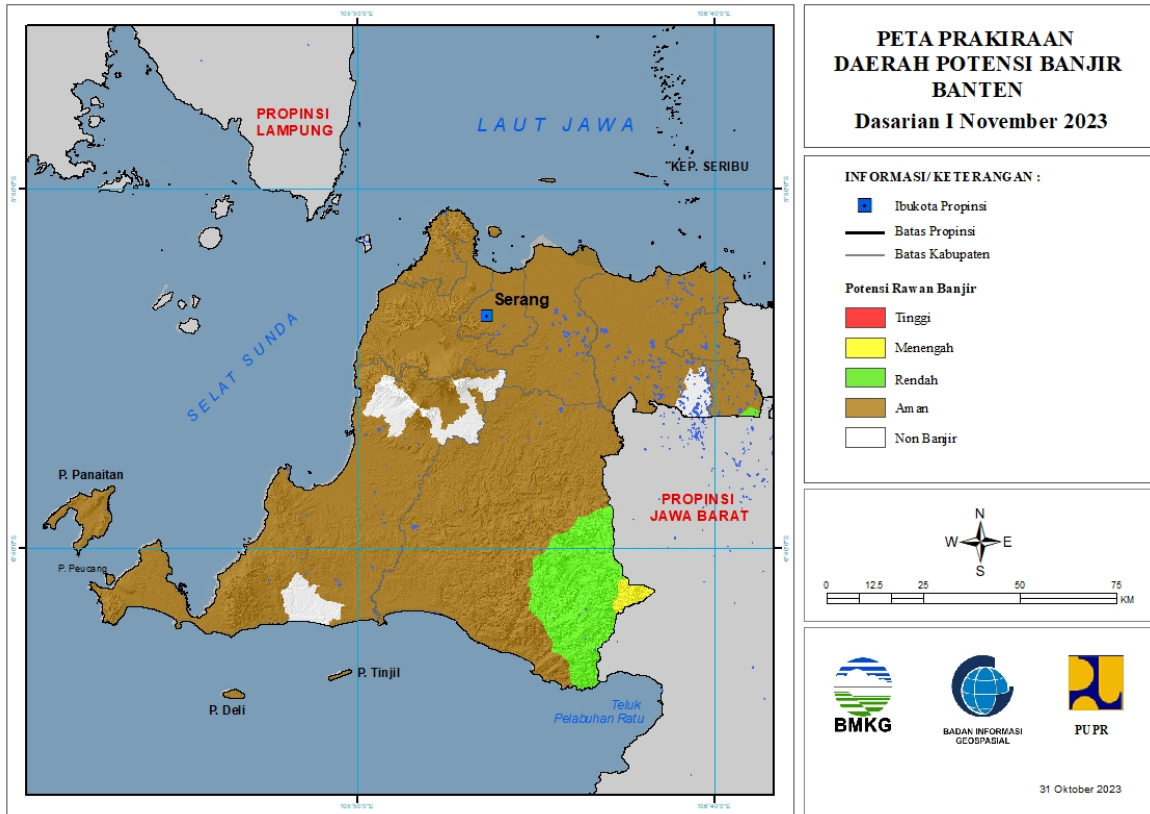 PETA PRAKIRAAN
DAERAH POTENSI BANJIR
BANTEN
Dasarian I November 2023
INFORMASI/ KETERANGAN :
Ibukota Propinsi
Batas Propinsi
Batas Kabupaten
Potensi Rawan Banjir
Tinggi
Menengah
Rendah
Aman
Non Banjir
N
W
E
S
0
12.5
25
50
75
KM
BMKG
BADAN INFORMASI
GEOSPASIAL
PUPR
31 Oktober 2023
PROPINSI
LAMPUNG
LAUT JAWA
KEP. SERIBU
Serang
SELAT SUNDA
P. Panaitan
PROPINSI
JAWA BARAT
P. Peucang
P. Tinjil
P. Deli
Teluk
Pelabuhan Ratu